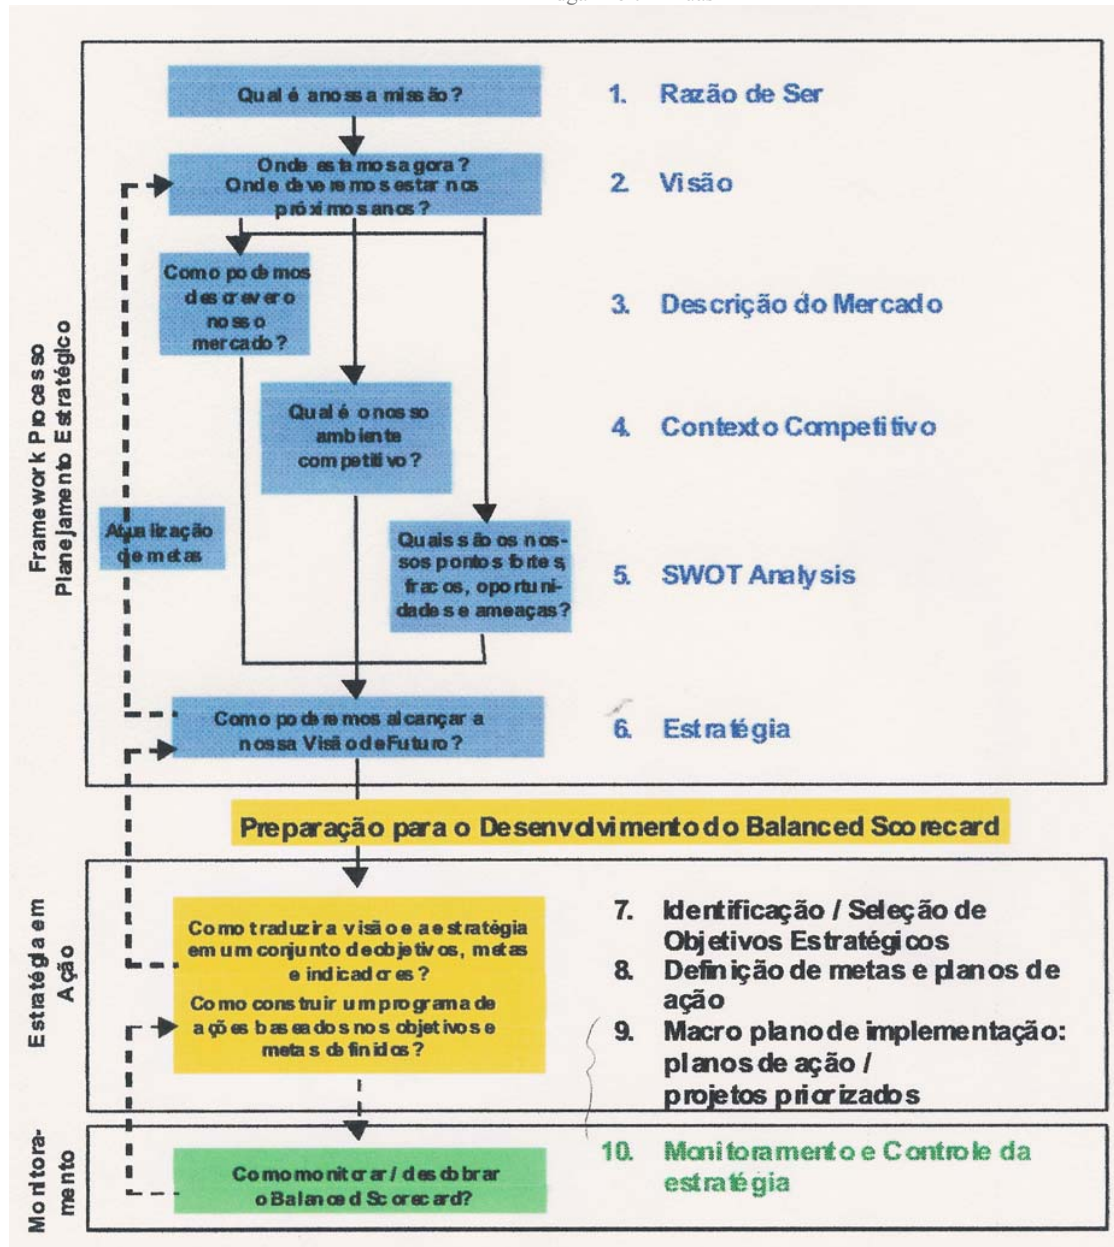 Qual é a nossa missão?
1. Razão de Ser
Onde estamos agora?
Onde deveremos estar nos
próximos anos?
2. Visão
Como podemos
descrever o
nosso
mercado?
3. Descrição do Mercado
Qual é o nosso
ambiente
competitivo?
4. Contexto Competitivo
Framework Processo
Planejamento Estratégico
Atualização
de metas
Quais são os nos-
sos pontos fortes,
fracos, oportuni-
dades e ameaças?
5. SWOT Analysis
Como poderemos alcançar a
nossa Visão de Futuro?
6. Estratégia
Preparação para o Desenvolvimento do Balanced Scorecard
Estratégia em
Ação
Como traduzir a visão e a estratégia
em um conjunto de objetivos, metas
e indicadores?
Como construir um programa de
ações baseados nos objetivos e
metas definidos?
7. Identificação / Seleção de
Objetivos Estratégicos
8. Definição de metas e planos de
ação
9. Macro plano de implementação:
planos de ação /
projetos priorizados
Monitora-
mento
Como monitorar / desdobrar
o Balanced Scorecard?
10. Monitoramento e Controle da
estratégia